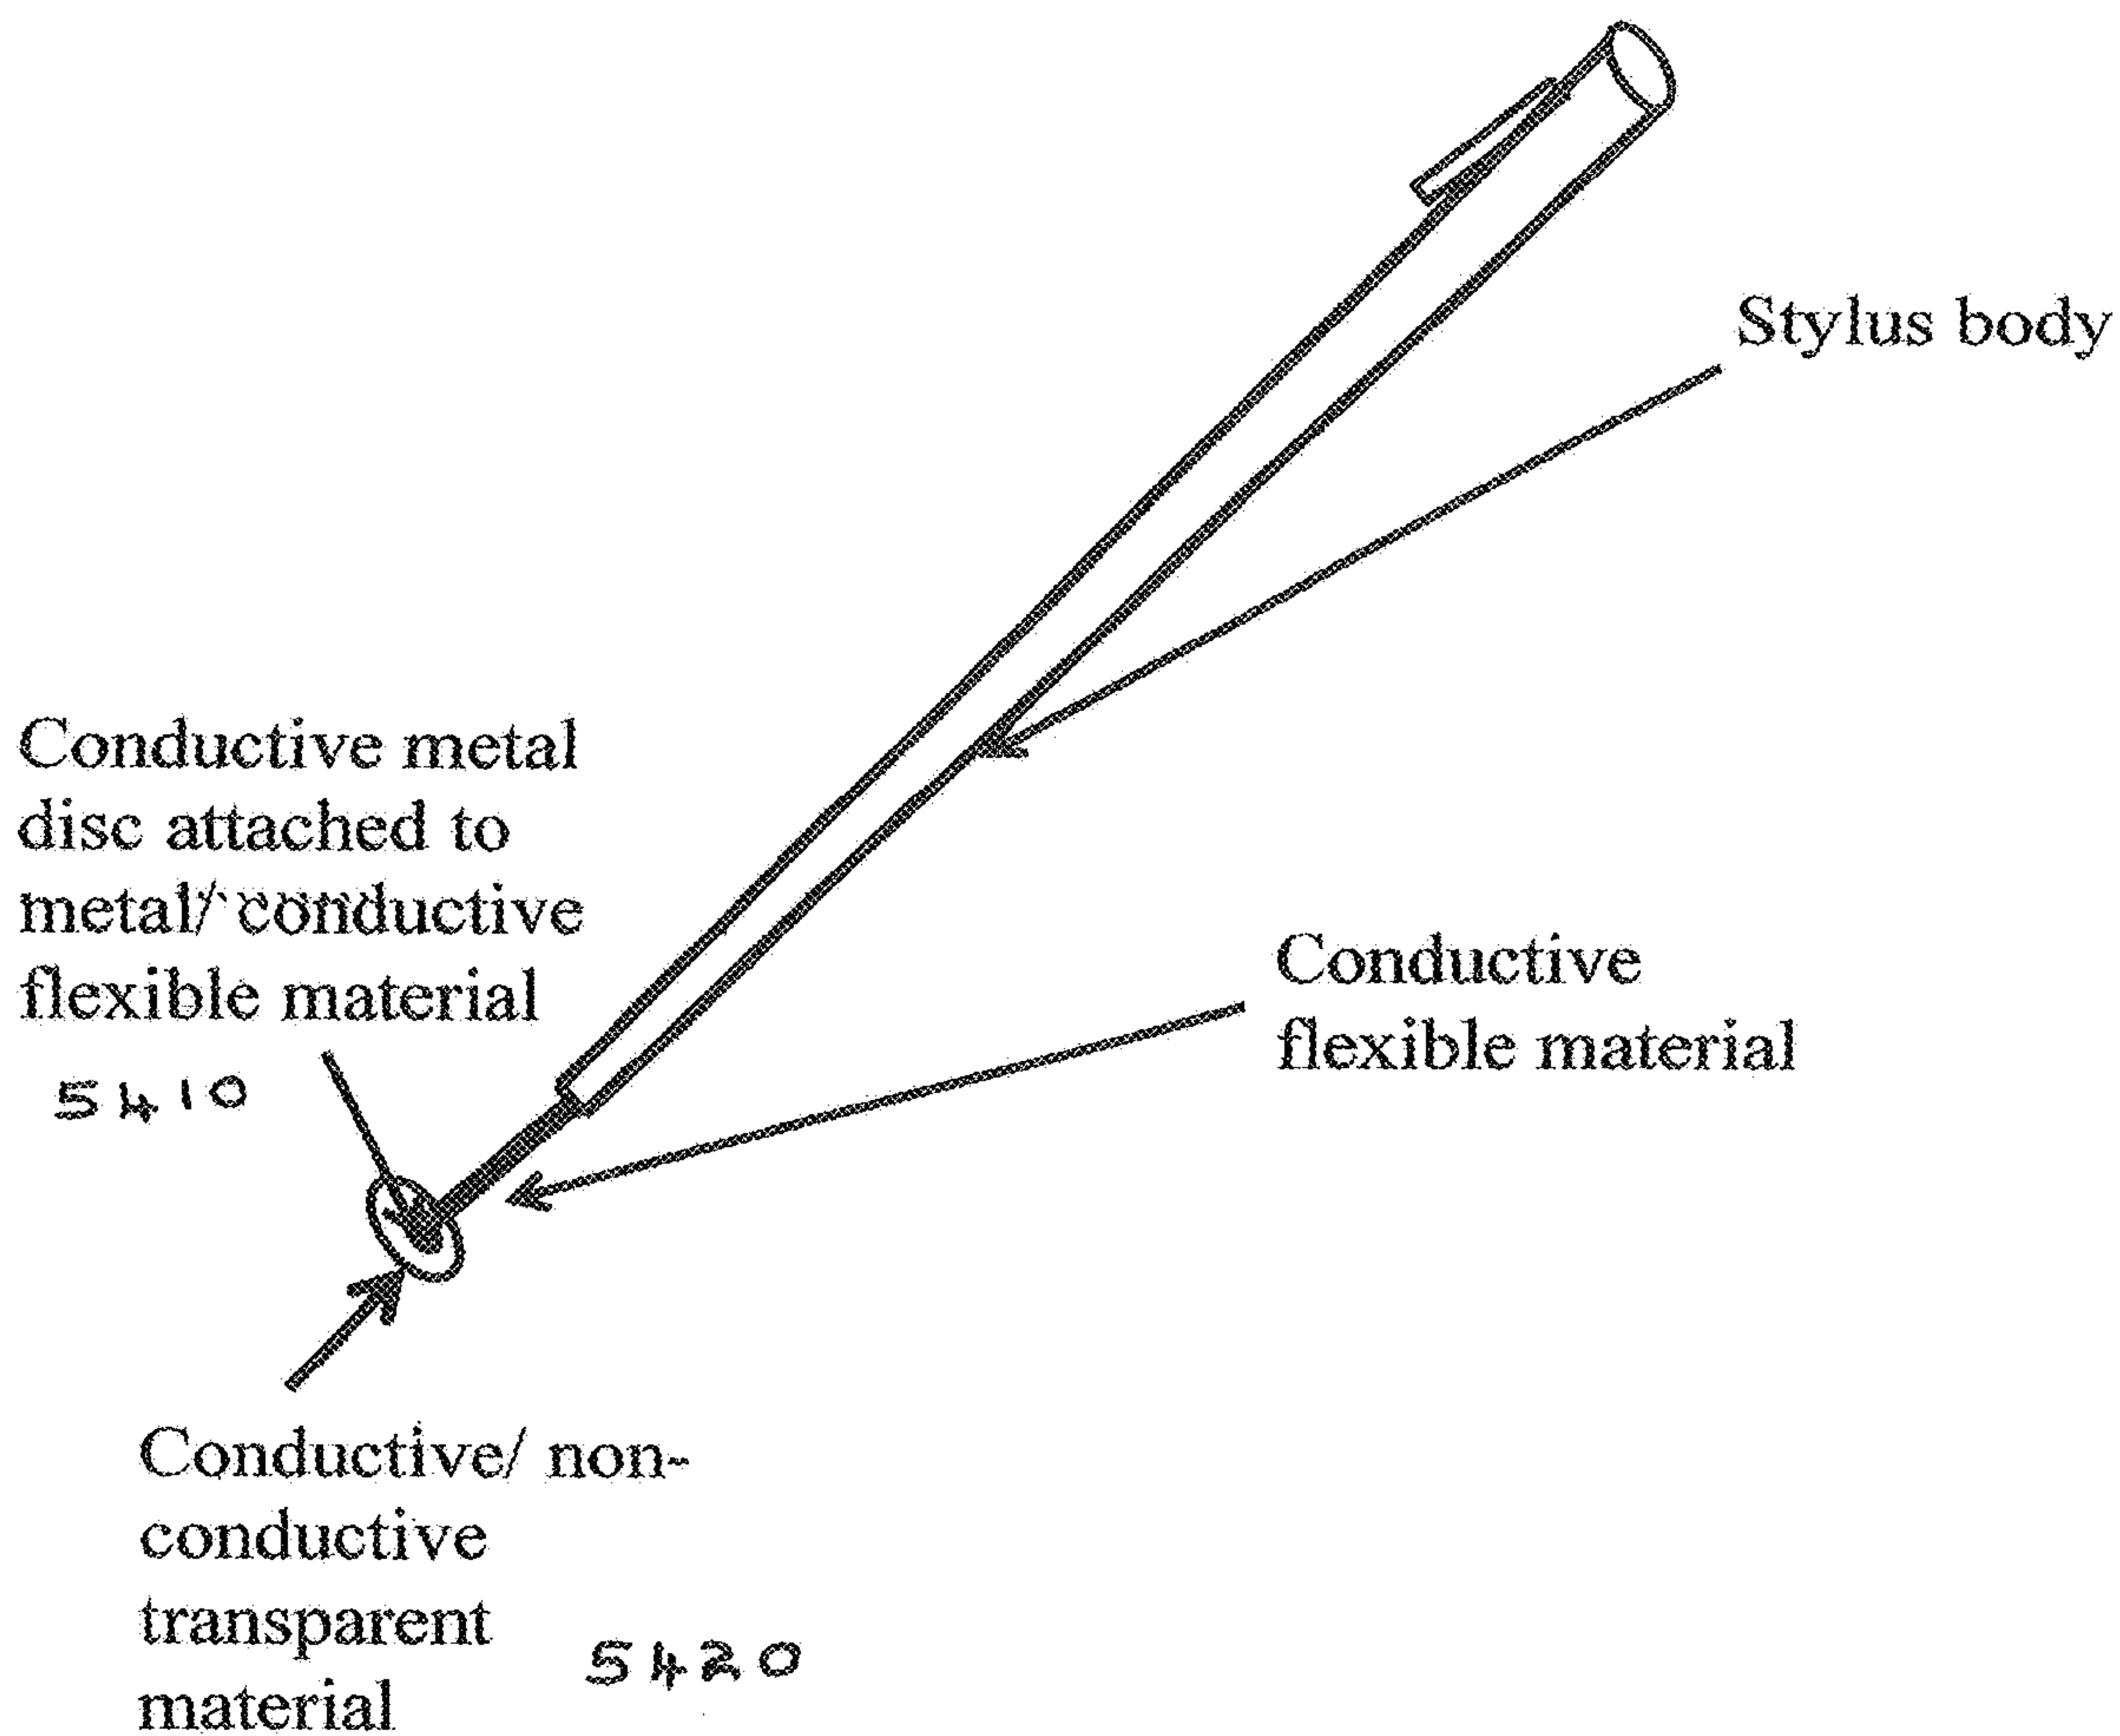 Stylus body
Conductive metal
disc attached to
metal/ conductive
flexible material
5410
Conductive
flexible material
Conductive/ non-
conductive
transparent
material
5420